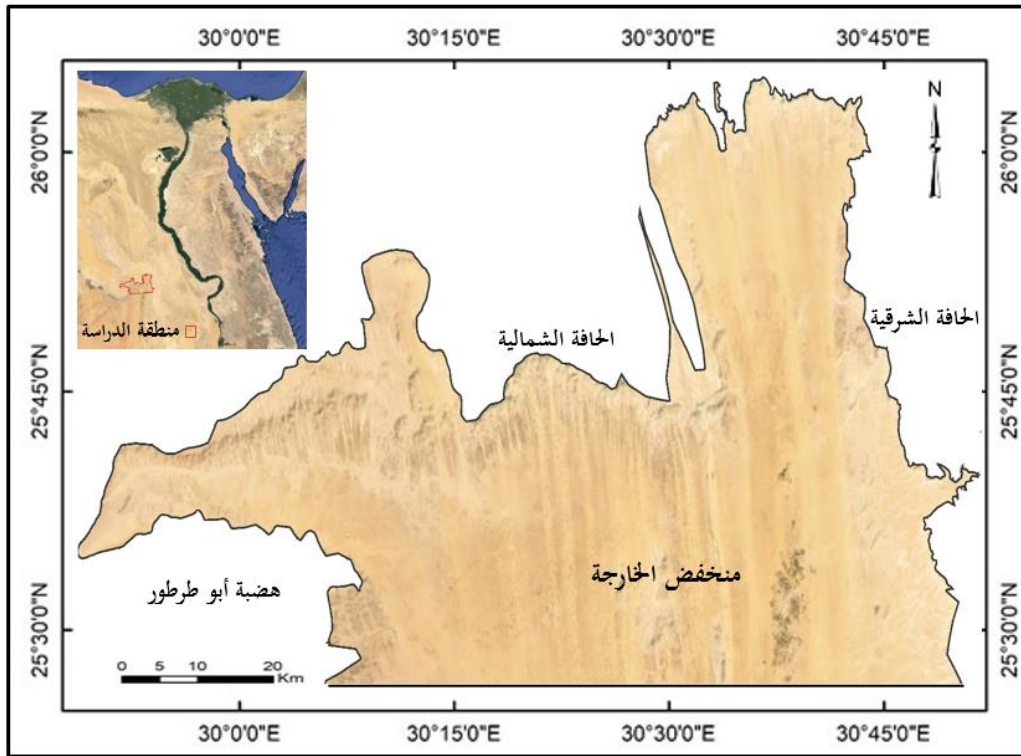 30°0'0"E 30°15'0"E 30°30'0"E 30°45'0"E
N
26°0'0"N 26°0'0"N
منطقة الدراسة
الحافة الشرقية
الحافة الشمالية
25°45'0"N 25°45'0"N
منخفض الخارجة
هضبة أبو طرطور
25°30'0"N 25°30'0"N
0 5 10 20
Km
30°0'0"E 30°15'0"E 30°30'0"E 30°45'0"E